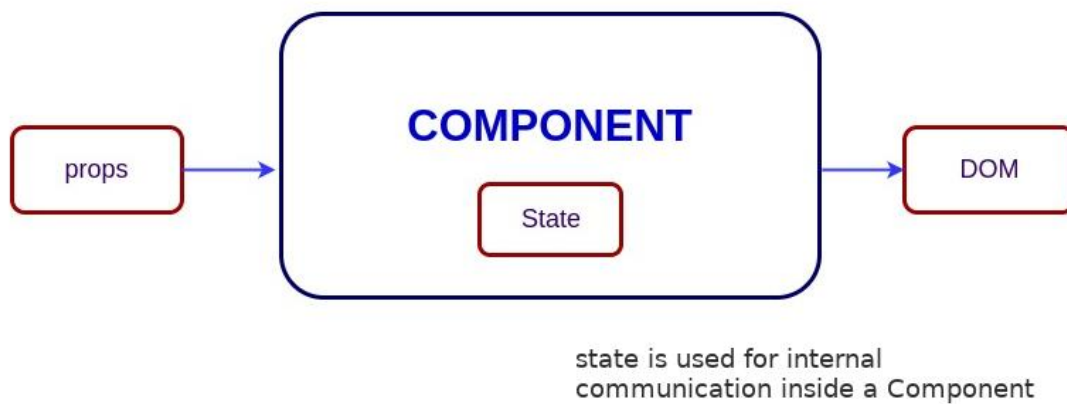 COMPONENT
props
State
DOM
state is used for internal
communication inside a Component